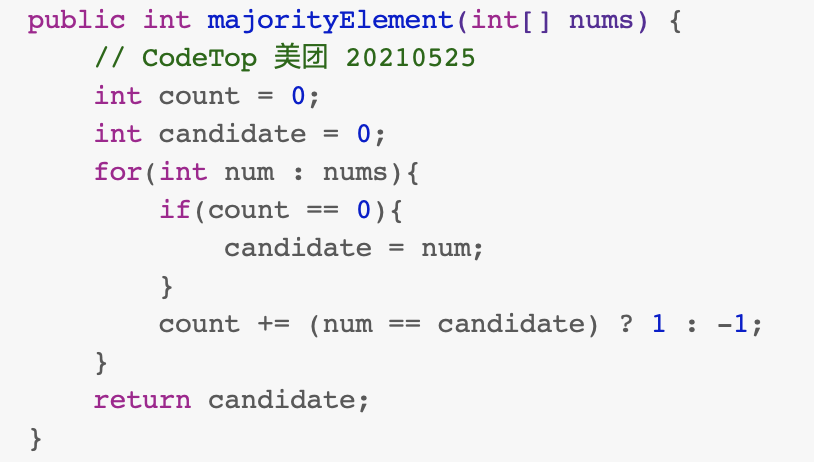 public int majorityElement(int[] nums) {
    // CodeTop 美团 20210525
    int count = 0;
    int candidate = 0;
    for(int num : nums){
        if(count == 0){
            candidate = num;
        }
        count += (num == candidate) ? 1 : -1;
    }
    return candidate;
}